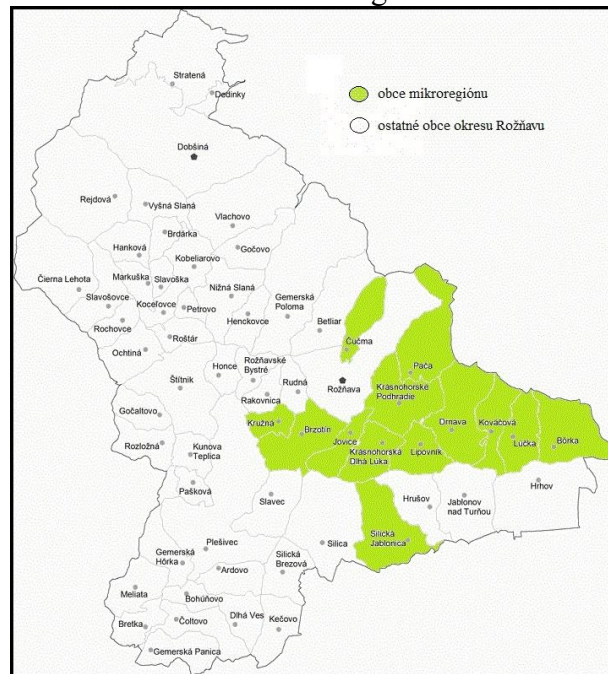 Stratená
Dedinky
obce mikroregiónu
ostatné obce okresu Rožňavu
Dobšiná
Rejdová
Vyšná Slaná
Vlachovo
Brdárka
Hanková
Gočovo
Kobeliarovo
Čierna Lehota
Markuška
Slavoška
Nižná Slaná
Slavošovce
Koceľovce
Petrovo
Gemerská
Poloma
Henckovce
Rochovce
Betliar
Roštár
Čučma
Ochtiná
Rožňavské
Bystré
Honce
Pača
Štítnik
Rudná
Rožňava
Krásnohorské
Podhradie
Rakovnica
Gočaltovo
Kružná
Brzotín
Drnava
Kováčová
Jovice
Lúčka
Bôrka
Rozložná
Kunova
Teplica
Krásnohorská
Dlhá Lúka
Lipovník
Pašková
Hrhov
Slavec
Hrušov
Jablonov
nad Turňou
Plešivec
Silica
Silická
Jablonica
Gemerská
Hôrka
Silická
Brezová
Ardovo
Meliata
Bohúňovo
Bretka
Čoltovo
Dlhá Ves
Kečovo
Gemerská Panica